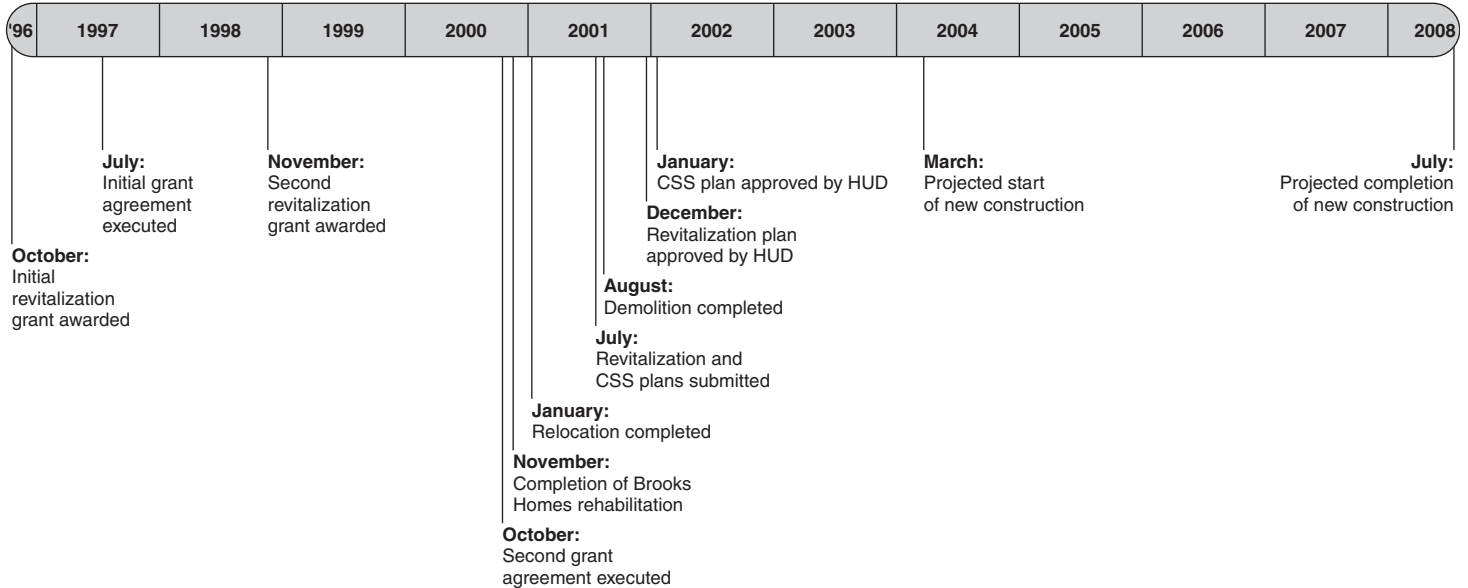 '96 1997 1998 1999 2000 2001 2002 2003 2004 2005 2006 2007 2008
October:
Initial
revitalization
grant awarded
July:
Initial grant
agreement
executed
November:
Second
revitalization
grant awarded
October:
Second grant
agreement executed
November:
Completion of Brooks
Homes rehabilitation
January:
Relocation completed
July:
Revitalization and
CSS plans submitted
August:
Demolition completed
December:
Revitalization plan
approved by HUD
January:
CSS plan approved by HUD
March:
Projected start
of new construction
July:
Projected completion
of new construction